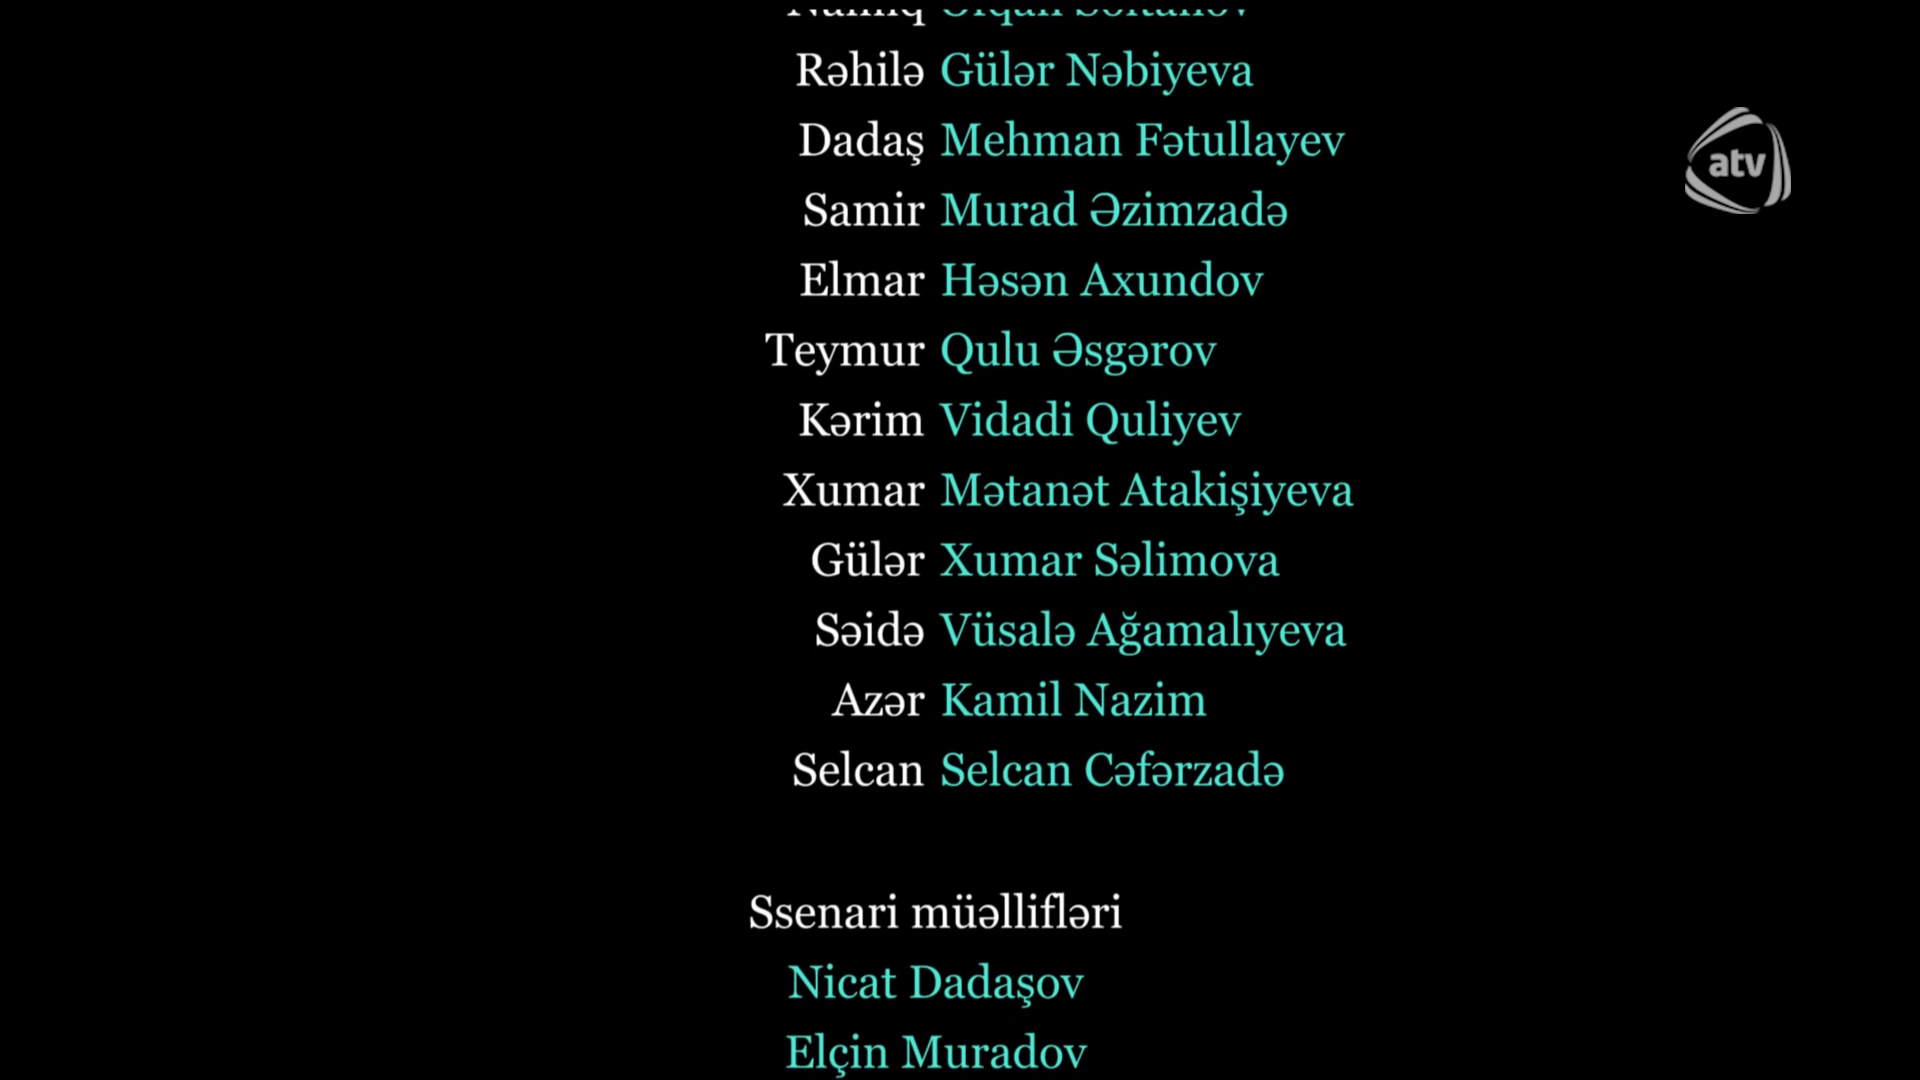 Rəhilə Gülər Nəbiyeva
Dadaş Mehman Fətullayev
Samir Murad Əzimzadə
Elmar Həsən Axundov
Teymur Qulu Əsgərov
Kərim Vidadi Quliyev
Xumar Mətanət Atakişiyeva
Gülər Xumar Səlimova
Səidə Vüsalə Ağamalıyeva
Azər Kamil Nazim
Selcan Selcan Cəfərzadə
Ssenari müəllifləri
Nicat Dadaşov
Elçin Muradov
atv